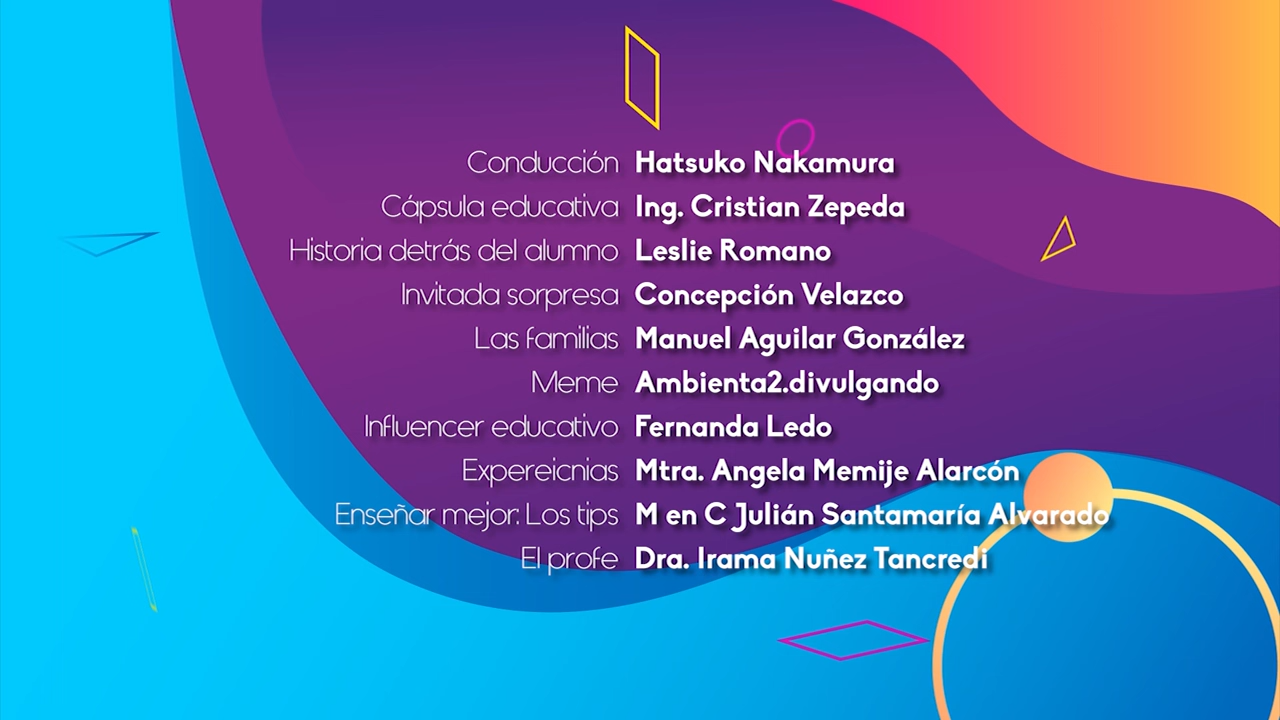 Conducción Hatsuko Nakamura
Cápsula educativa Ing. Cristian Zepeda
Historia detrás del alumno Leslie Romano
Invitada sorpresa Concepción Velazco
Las familias Manuel Aguilar González
Meme Ambienta2.divulgando
Influencer educativo Fernanda Ledo
Expereicnias Mtra. Angela Memije Alarcón
Enseñar mejor: Los tips M en C Julián Santamaría Alvarado
El profe Dra. Irama Nuñez Tancredi